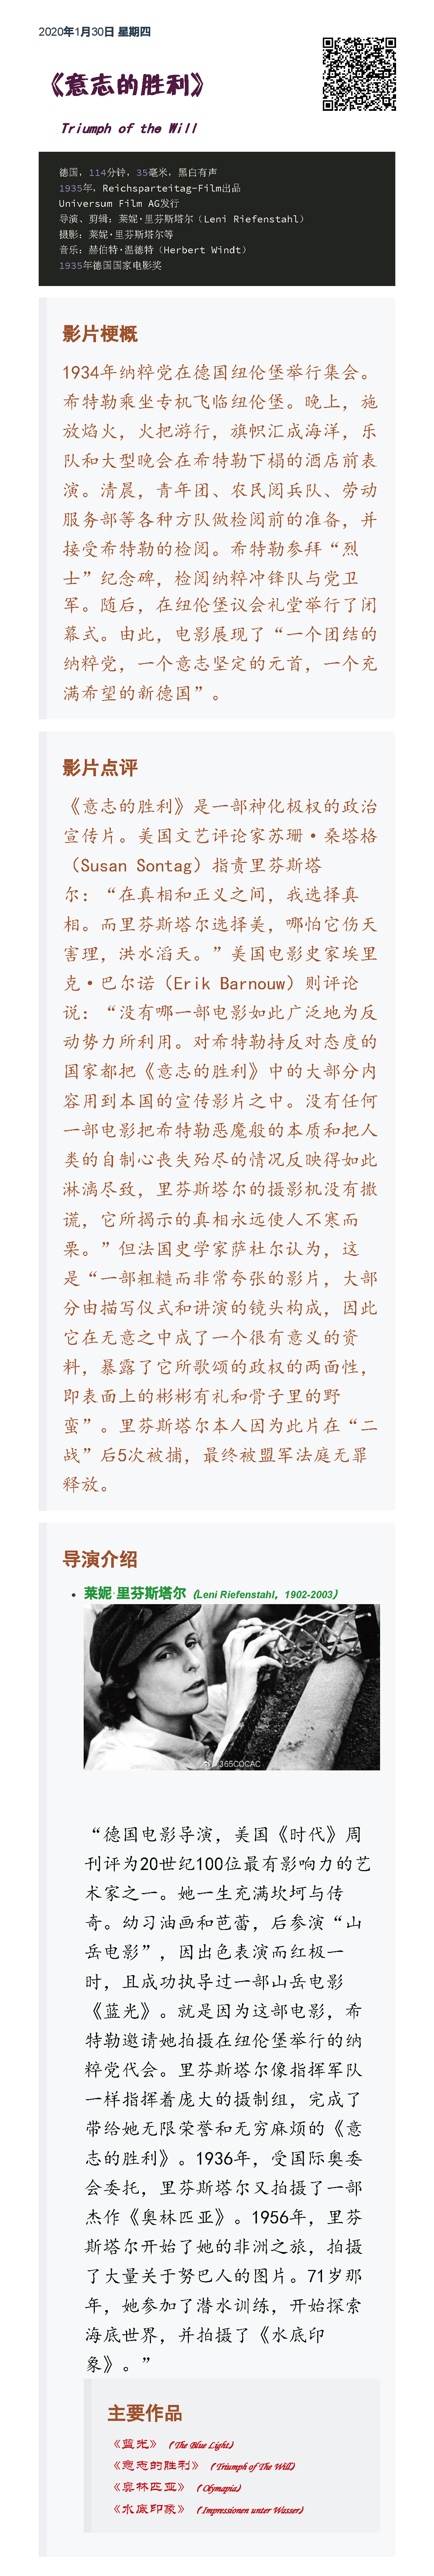 2020年1月30日 星期四
《意志的胜利》
Triumph of the Will
德国，114分钟，35毫米，黑白有声
1935年，Reichsparteitag-Film出品
Universum Film AG发行
导演、剪辑：莱妮·里芬斯塔尔（Leni Riefenstahl）
摄影：莱妮·里芬斯塔尔等
音乐：赫伯特·温德特（Herbert Windt）
1935年德国国家电影奖
影片梗概
1934年纳粹党在德国纽伦堡举行集会。
希特勒乘坐专机飞临纽伦堡。晚上，施
放焰火，火把游行，旗帜汇成海洋，乐
队和大型晚会在希特勒下榻的酒店前表
演。清晨，青年团、农民阅兵队、劳动
服务部等各种方队做检阅前的准备，并
接受希特勒的检阅。希特勒参拜“烈
士”纪念碑，检阅纳粹冲锋队与党卫
军。随后，在纽伦堡议会礼堂举行了闭
幕式。由此，电影展现了“一个团结的
纳粹党，一个意志坚定的元首，一个充
满希望的新德国”。
影片点评
《意志的胜利》是一部神化极权的政治
宣传片。美国文艺评论家苏珊·桑塔格
（Susan Sontag）指责里芬斯塔
尔：“在真相和正义之间，我选择真
相。而里芬斯塔尔选择美，哪怕它伤天
害理，洪水滔天。”美国电影史家埃里
克·巴尔诺（Erik Barnouw）则评论
说：“没有哪一部电影如此广泛地为反
动势力所利用。对希特勒持反对态度的
国家都把《意志的胜利》中的大部分内
容用到本国的宣传影片之中。没有任何
一部电影把希特勒恶魔般的本质和把人
类的自制心丧失殆尽的情况反映得如此
淋漓尽致，里芬斯塔尔的摄影机没有撒
谎，它所揭示的真相永远使人不寒而
栗。”但法国史学家萨杜尔认为，这
是“一部粗糙而非常夸张的影片，大部
分由描写仪式和讲演的镜头构成，因此
它在无意之中成了一个很有意义的资
料，暴露了它所歌颂的政权的两面性，
即表面上的彬彬有礼和骨子里的野
蛮”。里芬斯塔尔本人因为此片在“二
战”后5次被捕，最终被盟军法庭无罪
释放。
导演介绍
莱妮·里芬斯塔尔（Leni Riefenstahl，1902-2003）
365COCAC
“德国电影导演，美国《时代》周
刊评为20世纪100位最有影响力的艺
术家之一。她一生充满坎坷与传
奇。幼习油画和芭蕾，后参演“山
岳电影”，因出色表演而红极一
时，且成功执导过一部山岳电影
《蓝光》。就是因为这部电影，希
特勒邀请她拍摄在纽伦堡举行的纳
粹党代会。里芬斯塔尔像指挥军队
一样指挥着庞大的摄制组，完成了
带给她无限荣誉和无穷麻烦的《意
志的胜利》。1936年，受国际奥委
会委托，里芬斯塔尔又拍摄了一部
杰作《奥林匹亚》。1956年，里芬
斯塔尔开始了她的非洲之旅，拍摄
了大量关于努巴人的图片。71岁那
年，她参加了潜水训练，开始探索
海底世界，并拍摄了《水底印
象》。”
主要作品
《蓝光》（The Blue Light）
《意志的胜利》（Triumph of The Will）
《奥林匹亚》（Olymapia）
《水底印象》（Impressionen unter Wasser）